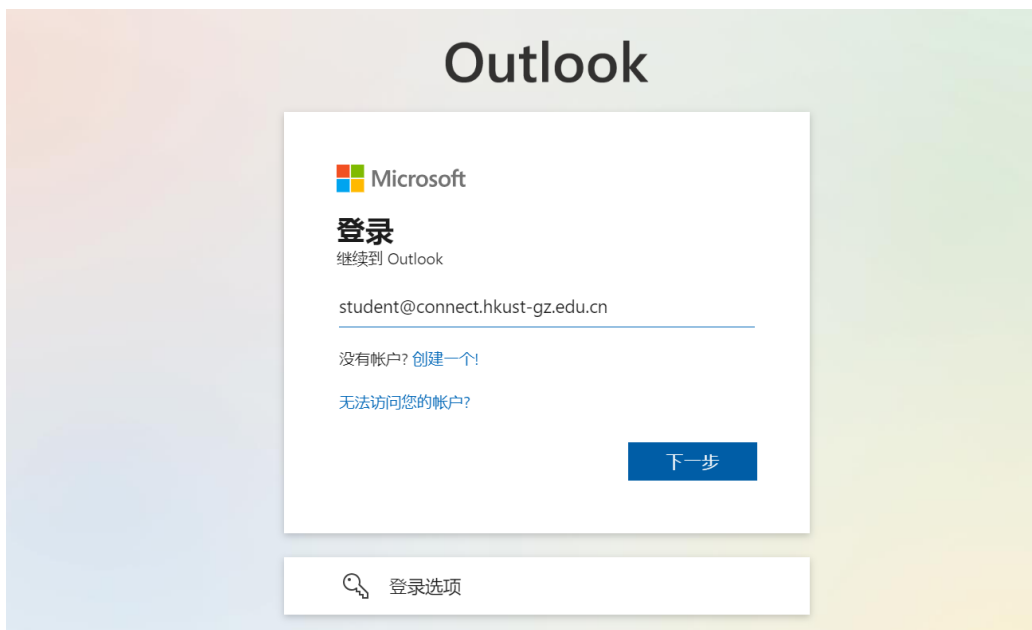 Outlook
Microsoft
登录
继续到 Outlook
student@connect.hkust-gz.edu.cn
没有帐户? 创建一个!
无法访问您的帐户?
下一步
登录选项